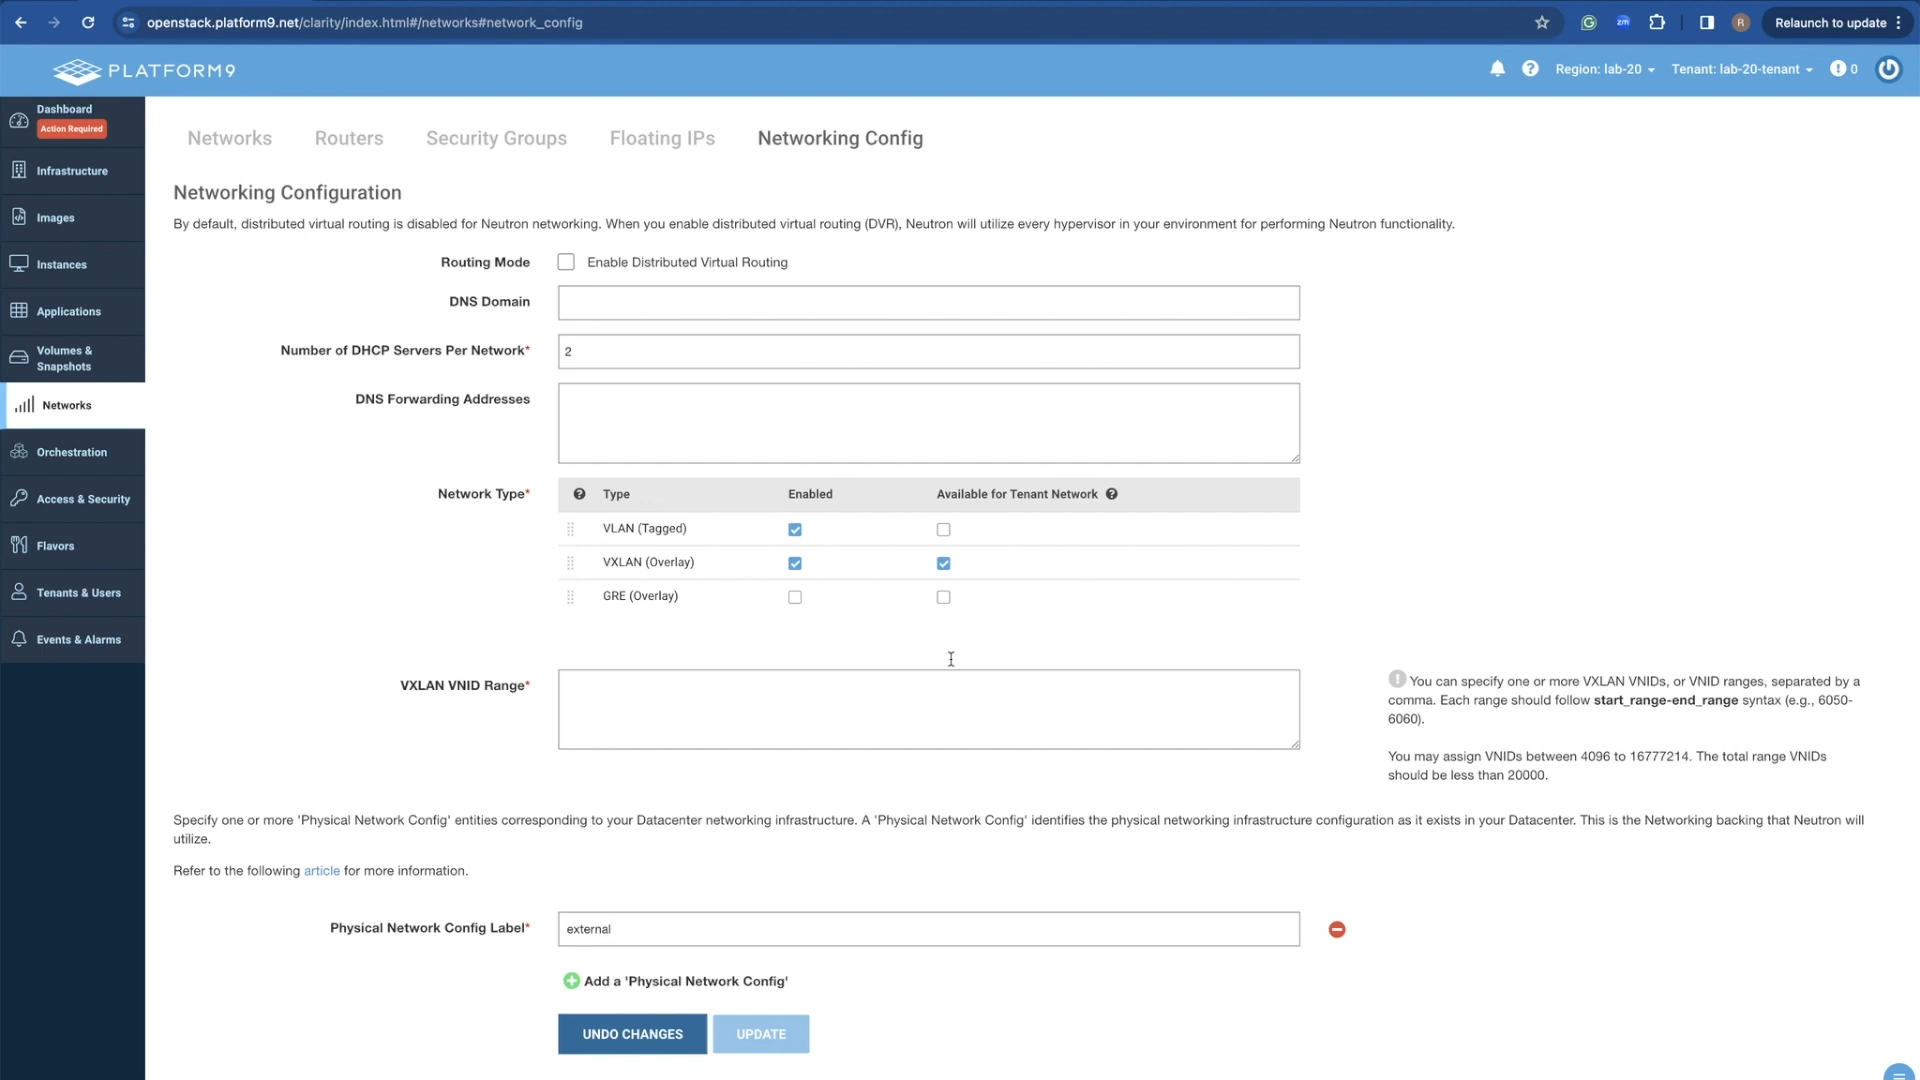 openstack.platform9.net/clarity/index.html#/networks#network_config
zm
R
Relaunch to update
PLATFORM9
Region: lab-20
Tenant: lab-20-tenant
0
Dashboard
Action Required
Infrastructure
Images
Instances
Applications
Volumes &
Snapshots
Networks
Orchestration
Access & Security
Flavors
Tenants & Users
Events & Alarms
Networks Routers Security Groups Floating IPs Networking Config
Networking Configuration
By default, distributed virtual routing is disabled for Neutron networking. When you enable distributed virtual routing (DVR), Neutron will utilize every hypervisor in your environment for performing Neutron functionality.
Routing Mode Enable Distributed Virtual Routing
DNS Domain
Number of DHCP Servers Per Network* 2
DNS Forwarding Addresses
Network Type* Type Enabled Available for Tenant Network
VLAN (Tagged)
VXLAN (Overlay)
GRE (Overlay)
VXLAN VNID Range*
You can specify one or more VXLAN VNIDs, or VNID ranges, separated by a
comma. Each range should follow start_range-end_range syntax (e.g., 6050-
6060).
You may assign VNIDs between 4096 to 16777214. The total range VNIDs
should be less than 20000.
Specify one or more 'Physical Network Config' entities corresponding to your Datacenter networking infrastructure. A 'Physical Network Config' identifies the physical networking infrastructure configuration as it exists in your Datacenter. This is the Networking backing that Neutron will
utilize.
Refer to the following article for more information.
Physical Network Config Label* external
Add a 'Physical Network Config'
UNDO CHANGES UPDATE